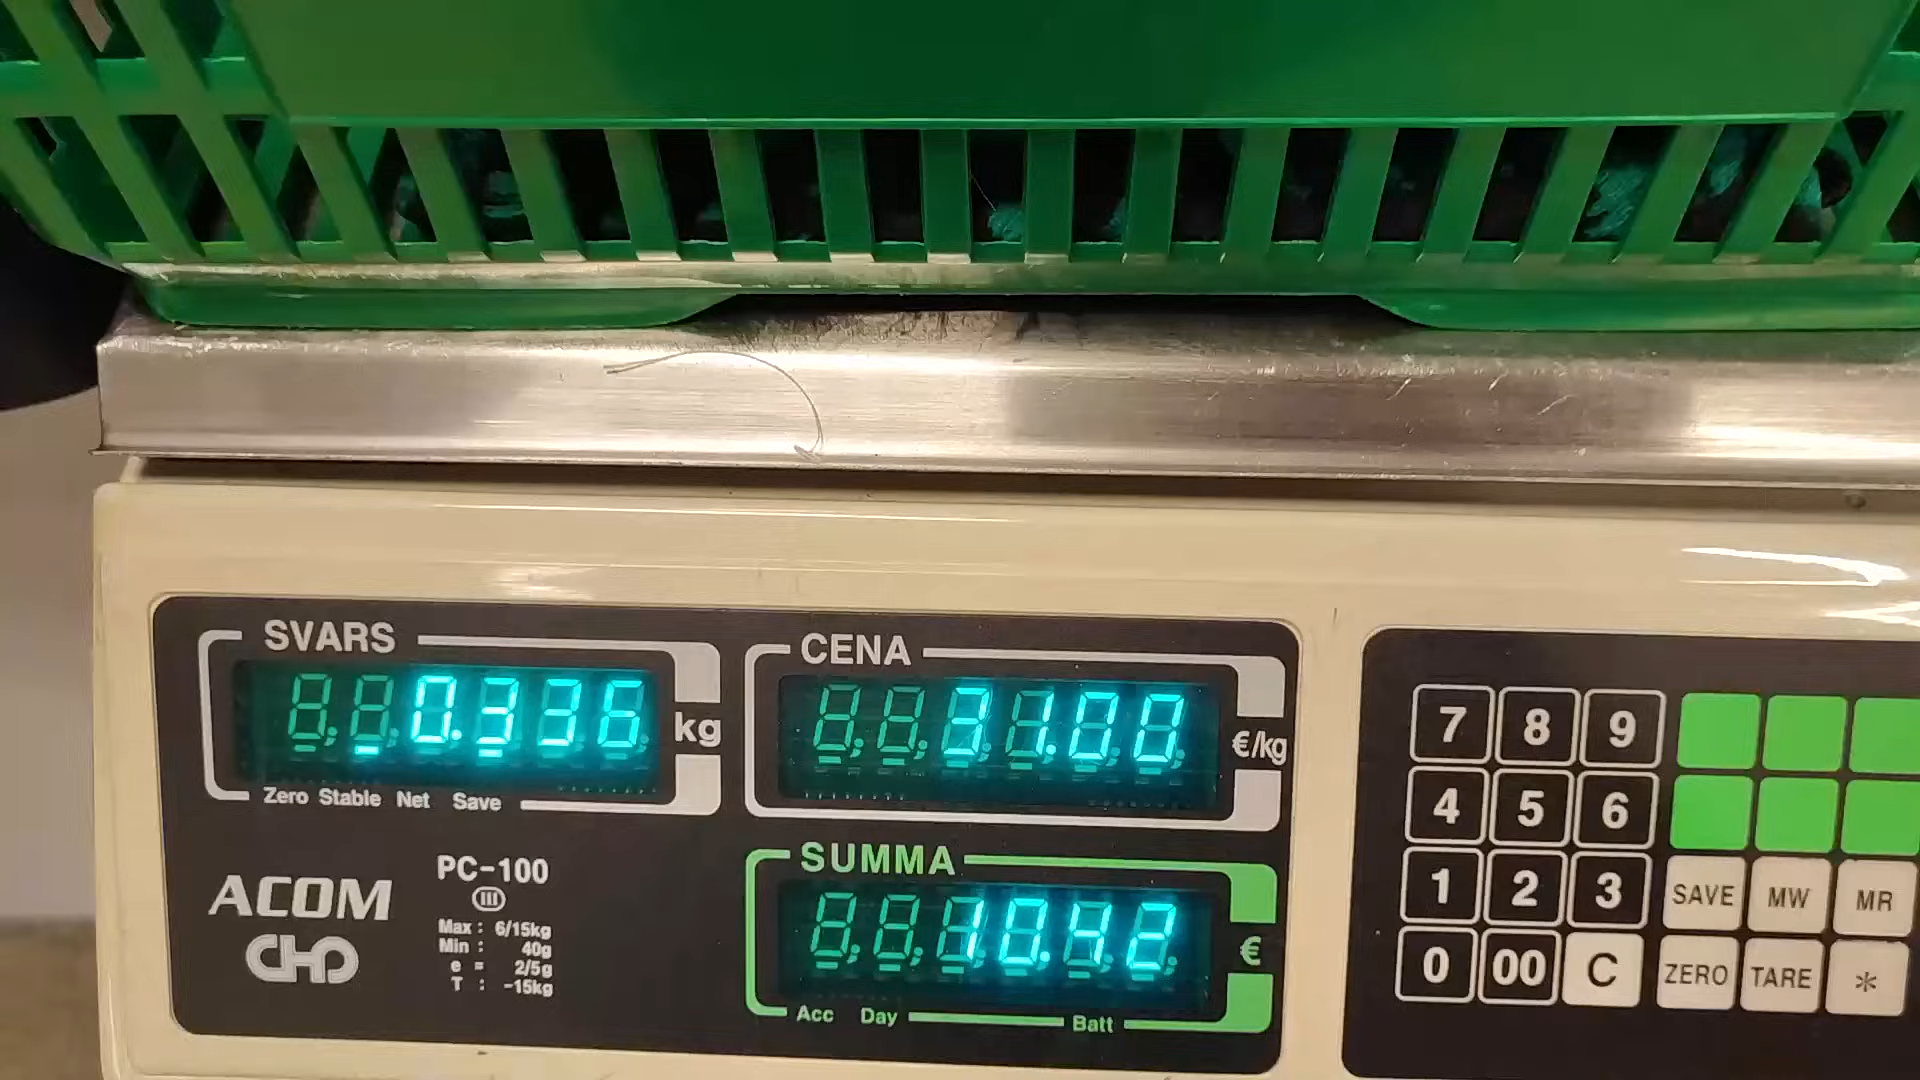 SVARS
0.336 kg
Zero Stable Net Save
CENA
31.00 €/kg
SUMMA
10.42 €
Acc Day Batt
ACOM
PC-100
III
Max : 6/15kg
Min : 40g
e = 2/5g
T : -15kg
7 8 9
4 5 6
1 2 3 SAVE MW MR
0 00 C ZERO TARE *